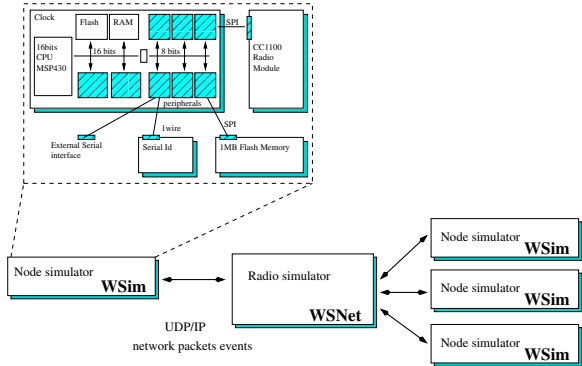 Clock
Flash
RAM
SPI
16bits
CPU
MSP430
16 bits
8 bits
CC1100
Radio
Module
peripherals
1wire
SPI
External Serial
interface
Serial Id
1MB Flash Memory
Node simulator
WSim
Radio simulator
WSNet
Node simulator
WSim
Node simulator
WSim
Node simulator
WSim
UDP/IP
network packets events